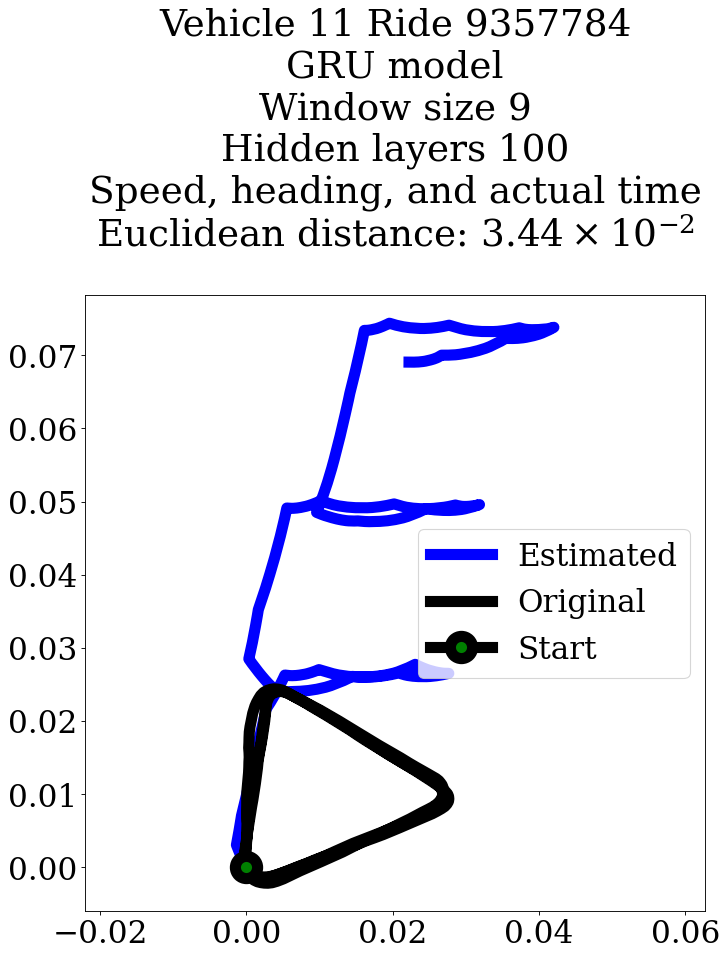 Vehicle 11 Ride 9357784
GRU model
Window size 9
Hidden layers 100
Speed, heading, and actual time
Euclidean distance: 3.44 × 10⁻²
0.07
0.06
0.05
0.04
0.03
0.02
0.01
0.00
Estimated
Original
Start
−0.02 0.00 0.02 0.04 0.06